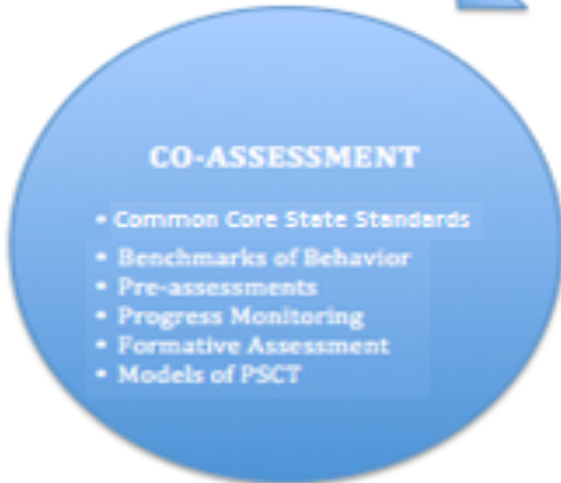 CO-ASSESSMENT
• Common Core State Standards
• Benchmarks of Behavior
• Pre-assessments
• Progress Monitoring
• Formative Assessment
• Models of PSCT